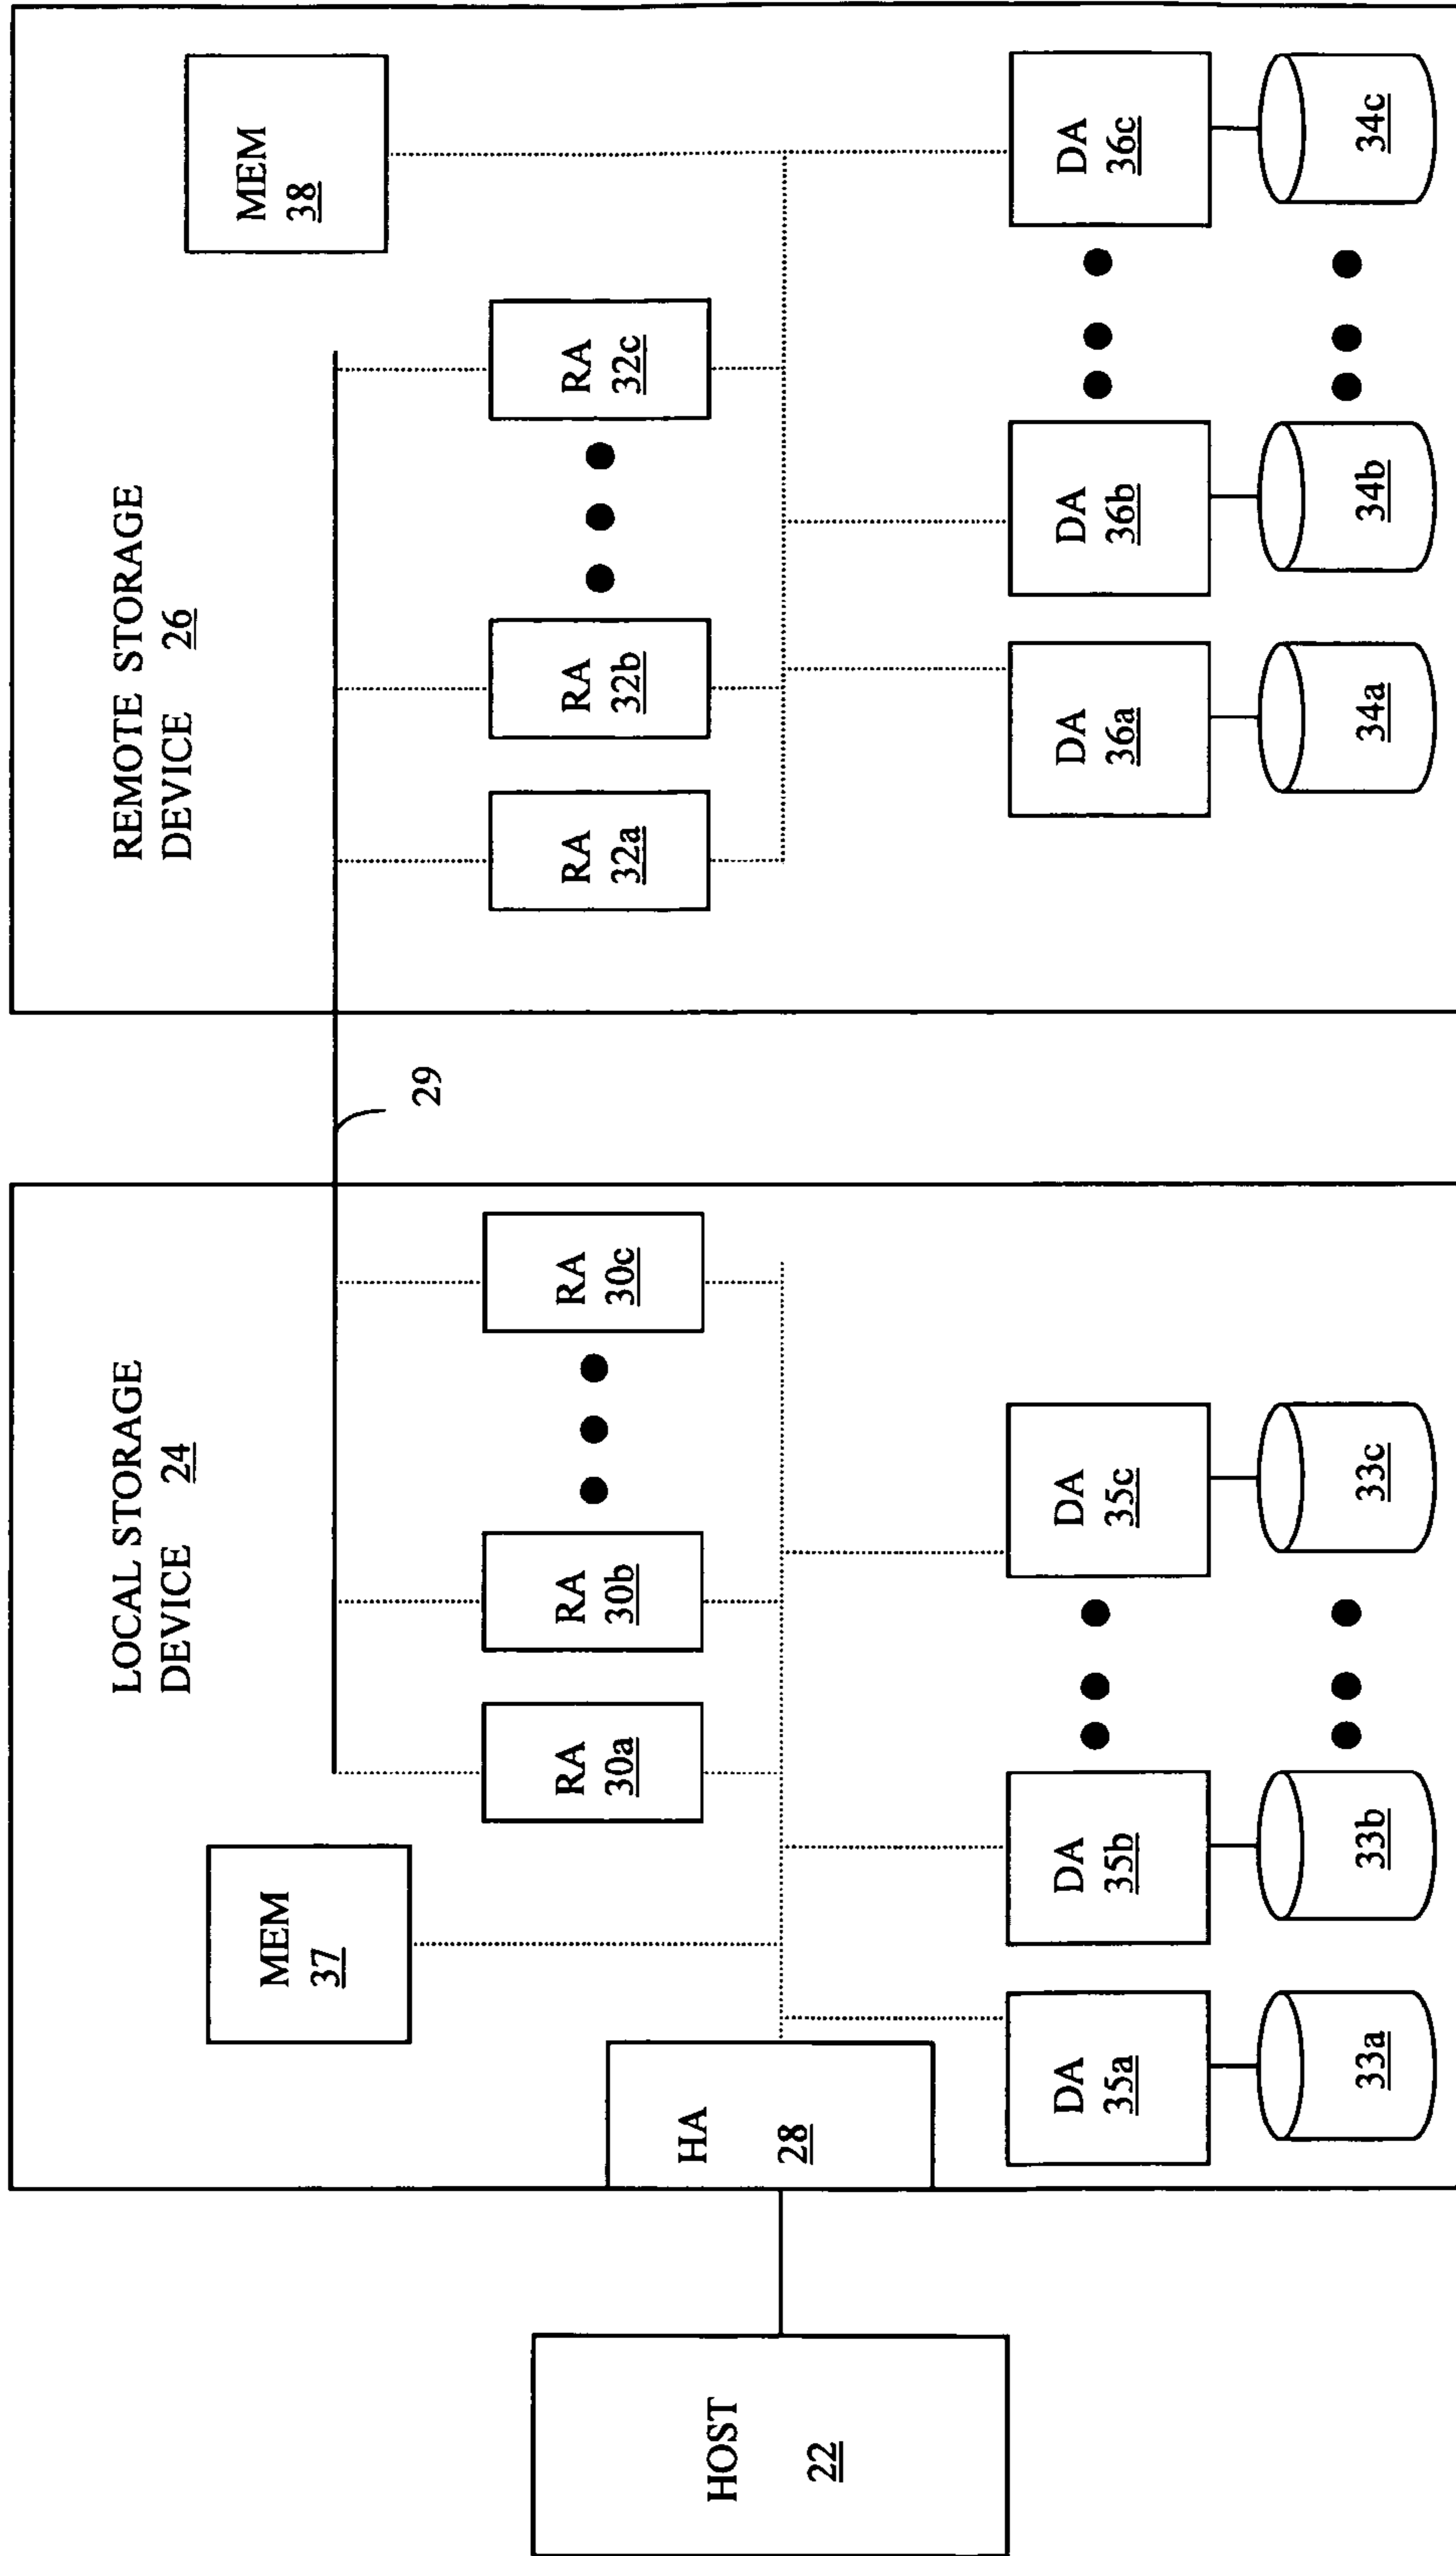 HOST
22
LOCAL STORAGE
DEVICE 24
MEM
37
HA
28
RA
30a
RA
30b
RA
30c
DA
35a
DA
35b
DA
35c
33a
33b
33c
29
REMOTE STORAGE
DEVICE 26
MEM
38
RA
32a
RA
32b
RA
32c
DA
36a
DA
36b
DA
36c
34a
34b
34c